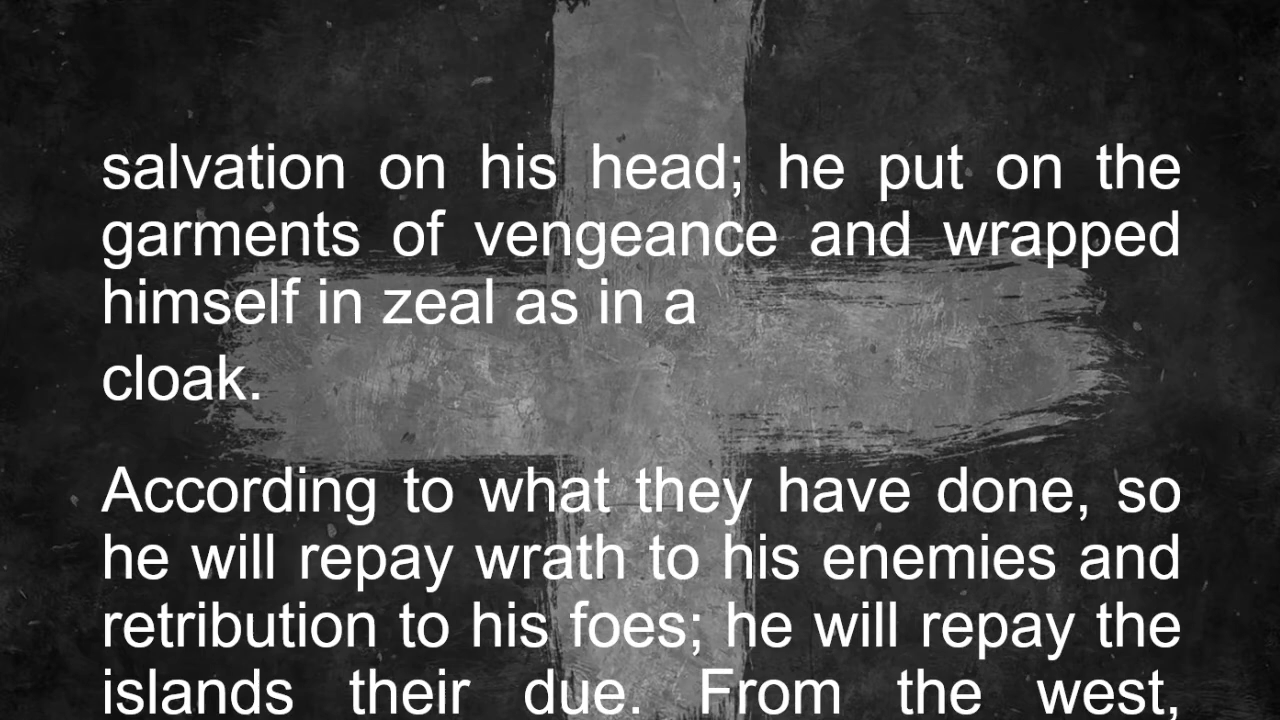 salvation on his head; he put on the
garments of vengeance and wrapped
himself in zeal as in a
cloak.
According to what they have done, so
he will repay wrath to his enemies and
retribution to his foes; he will repay the
islands their due. From the west,